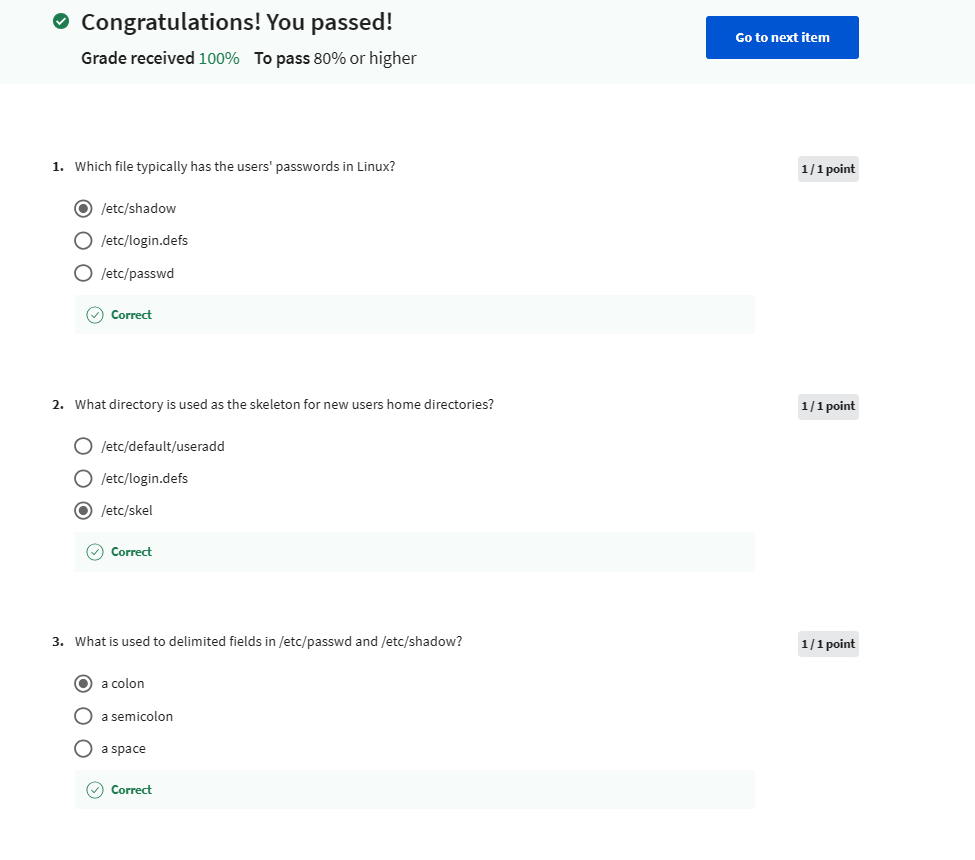 Congratulations! You passed!
Grade received 100% To pass 80% or higher
Go to next item
1. Which file typically has the users' passwords in Linux?
1 / 1 point
/etc/shadow
/etc/login.defs
/etc/passwd
Correct
2. What directory is used as the skeleton for new users home directories?
1 / 1 point
/etc/default/useradd
/etc/login.defs
/etc/skel
Correct
3. What is used to delimited fields in /etc/passwd and /etc/shadow?
1 / 1 point
a colon
a semicolon
a space
Correct